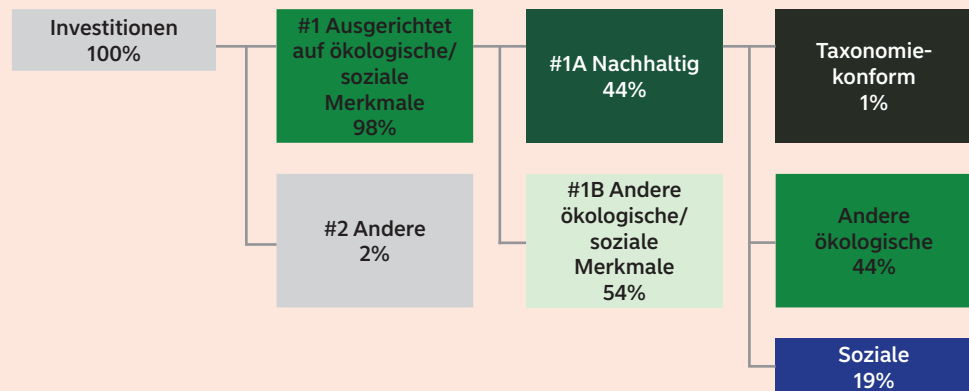 Investitionen
100%
#1 Ausgerichtet
auf ökologische/
soziale
Merkmale
98%
#1A Nachhaltig
44%
Taxonomie-
konform
1%
#2 Andere
2%
#1B Andere
ökologische/
soziale
Merkmale
54%
Andere
ökologische
44%
Soziale
19%